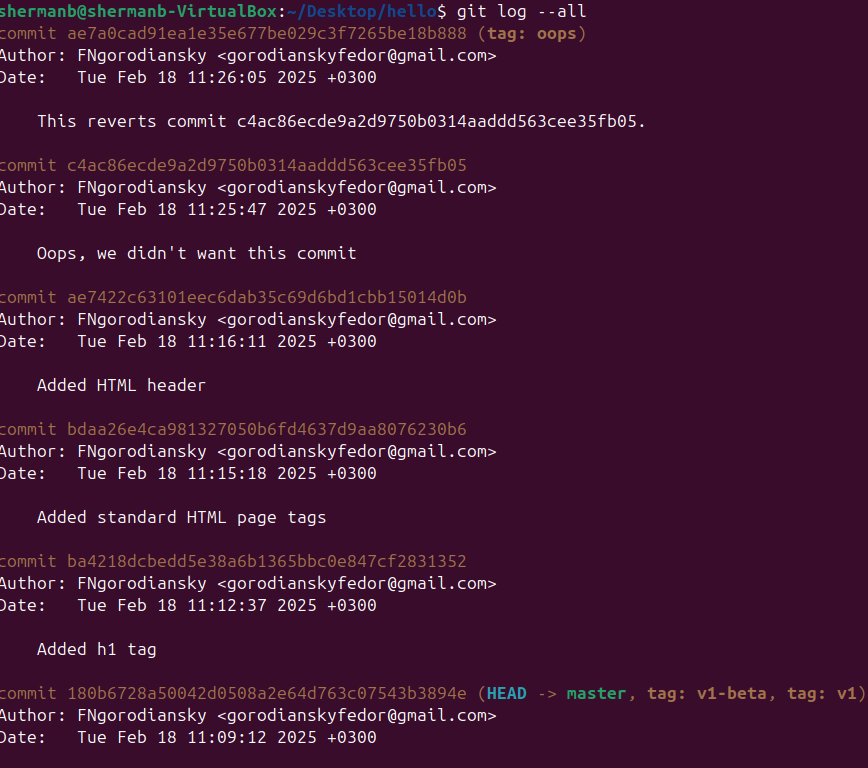 shermanb@shermanb-VirtualBox:~/Desktop/hello$ git log --all
commit ae7a0cad91ea1e35e677be029c3f7265be18b888 (tag: oops)
Author: FNgorodiansky <gorodianskyfedor@gmail.com>
Date:   Tue Feb 18 11:26:05 2025 +0300
This reverts commit c4ac86ecde9a2d9750b0314aaddd563cee35fb05.
commit c4ac86ecde9a2d9750b0314aaddd563cee35fb05
Author: FNgorodiansky <gorodianskyfedor@gmail.com>
Date:   Tue Feb 18 11:25:47 2025 +0300
Oops, we didn't want this commit
commit ae7422c63101eec6dab35c69d6bd1cbb15014d0b
Author: FNgorodiansky <gorodianskyfedor@gmail.com>
Date:   Tue Feb 18 11:16:11 2025 +0300
Added HTML header
commit bdaa26e4ca981327050b6fd4637d9aa8076230b6
Author: FNgorodiansky <gorodianskyfedor@gmail.com>
Date:   Tue Feb 18 11:15:18 2025 +0300
Added standard HTML page tags
commit ba4218dcbedd5e38a6b1365bbc0e847cf2831352
Author: FNgorodiansky <gorodianskyfedor@gmail.com>
Date:   Tue Feb 18 11:12:37 2025 +0300
Added h1 tag
commit 180b6728a50042d0508a2e64d763c07543b3894e (HEAD -> master, tag: v1-beta, tag: v1)
Author: FNgorodiansky <gorodianskyfedor@gmail.com>
Date:   Tue Feb 18 11:09:12 2025 +0300